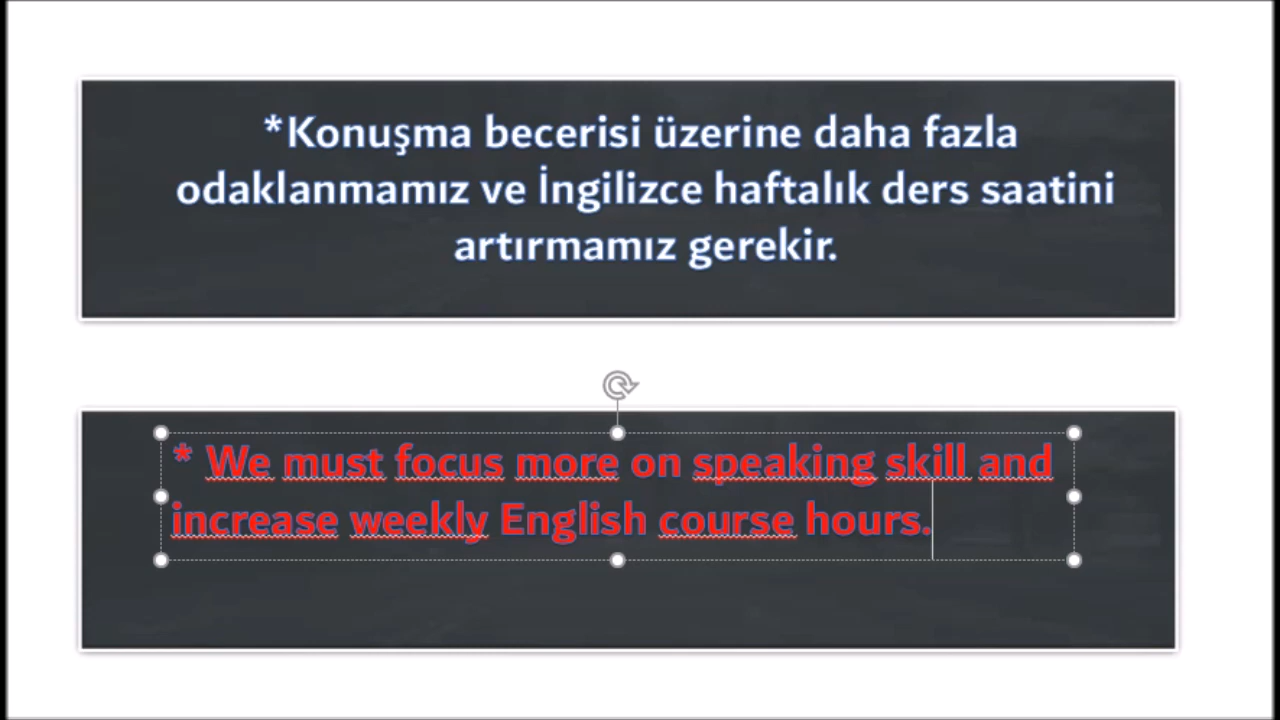 *Konuşma becerisi üzerine daha fazla
odaklanmamız ve İngilizce haftalık ders saatini
artırmamız gerekir.
* We must focus more on speaking skill and
increase weekly English course hours.